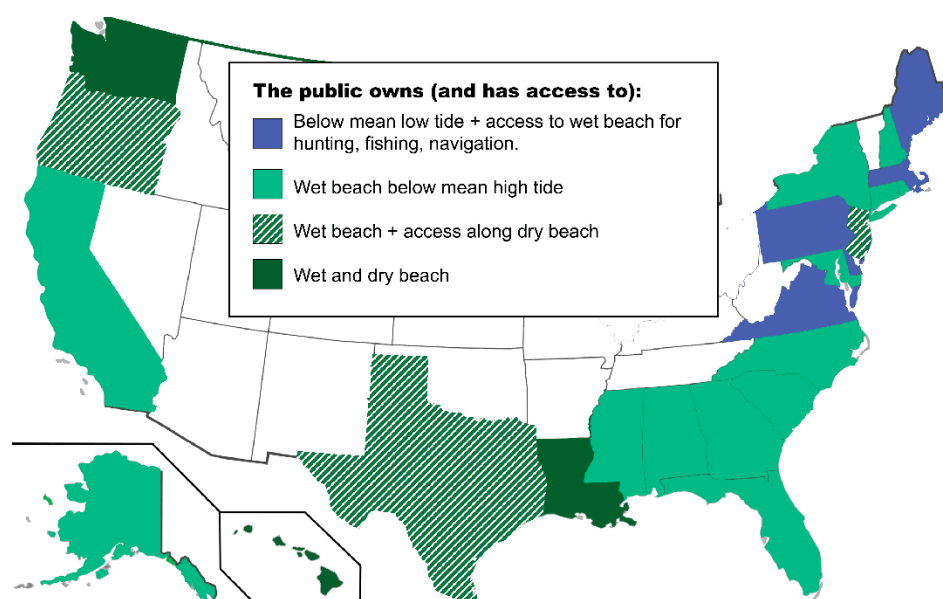 The public owns (and has access to):
Below mean low tide + access to wet beach for
hunting, fishing, navigation.
Wet beach below mean high tide
Wet beach + access along dry beach
Wet and dry beach